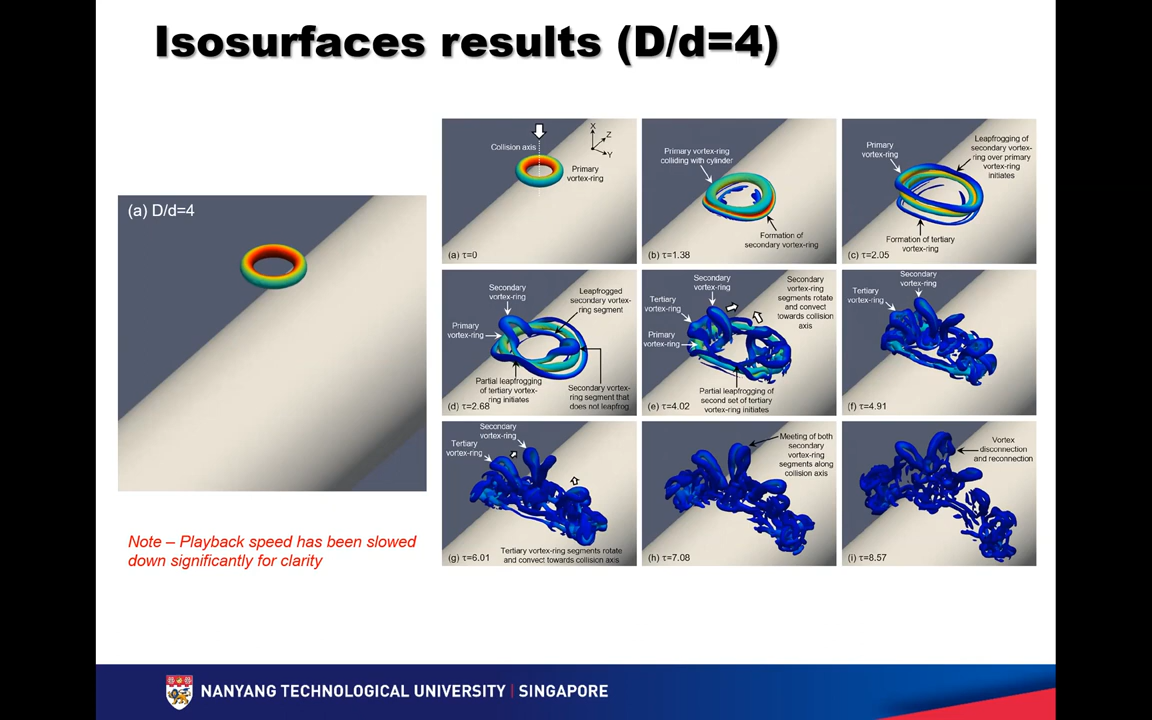 Isosurfaces results (D/d=4)
(a) D/d=4
Note – Playback speed has been slowed
down significantly for clarity
Collision axis
X
Z
Y
Primary
vortex-ring
(a) τ=0
Primary vortex-ring
colliding with cylinder
Formation of
secondary vortex-ring
(b) τ=1.38
Primary
vortex-ring
Leapfrogging of
secondary vortex-
ring over primary
vortex-ring
initiates
Formation of tertiary
vortex-ring
(c) τ=2.05
Secondary
vortex-ring
Leapfrogged
secondary vortex-
ring segment
Primary
vortex-ring
Partial leapfrogging
of tertiary vortex-
ring initiates
Secondary vortex-
ring segment that
does not leapfrog
(d) τ=2.68
Secondary
vortex-ring
Tertiary
vortex-ring
Primary
vortex-ring
Secondary
vortex-ring
segments rotate
and convect
towards collision
axis
Partial leapfrogging of
second set of tertiary
vortex-ring initiates
(e) τ=4.02
Secondary
vortex-ring
Tertiary
vortex-ring
(f) τ=4.91
Secondary
vortex-ring
Tertiary
vortex-ring
Tertiary vortex-ring segments rotate
and convect towards collision axis
(g) τ=6.01
Meeting of both
secondary
vortex-ring
segments along
collision axis
(h) τ=7.08
Vortex
disconnection
and reconnection
(i) τ=8.57
NANYANG TECHNOLOGICAL UNIVERSITY | SINGAPORE